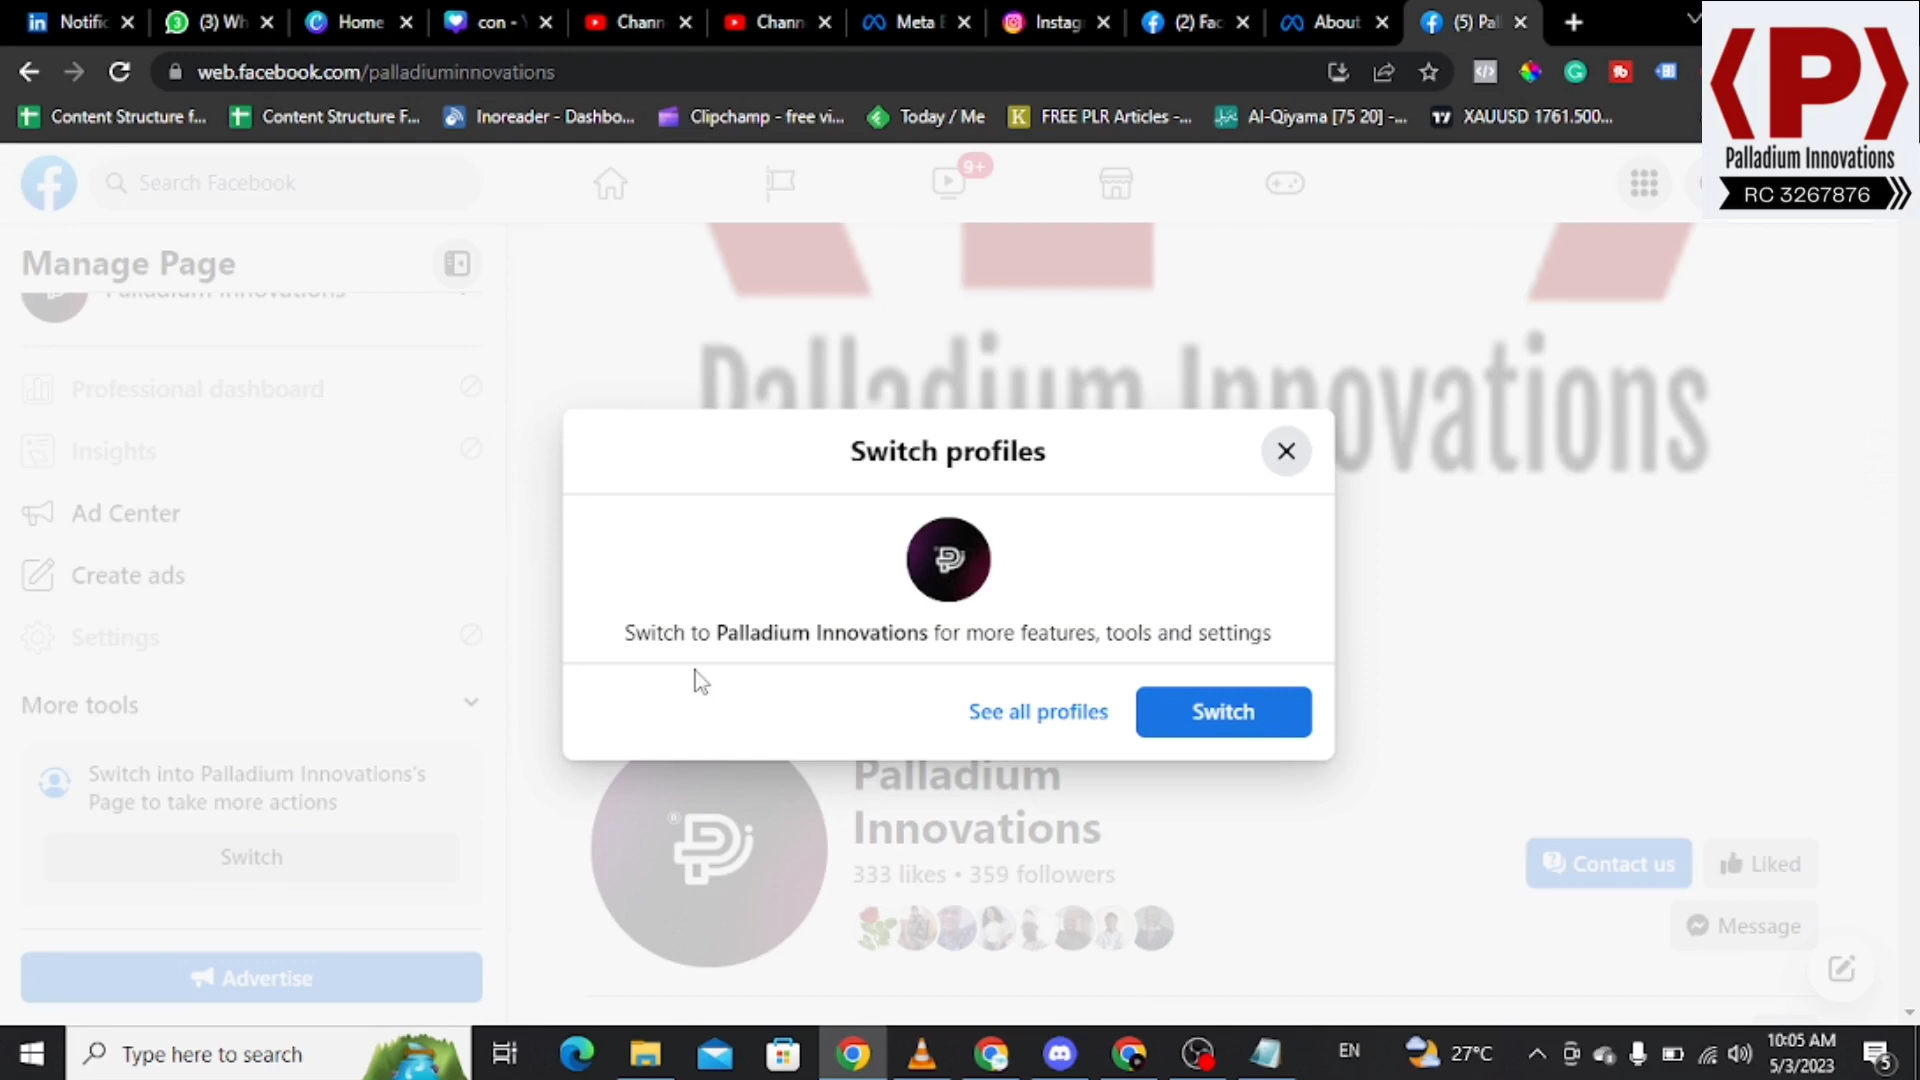 Notific
(3) Wh
Home
con -
Chann
Chann
Meta
Instag
(2) Fac
About
(5) Pal
web.facebook.com/palladiuminnovations
Content Structure f...
Content Structure F...
Inoreader - Dashbo...
Clipchamp - free vi...
Today / Me
FREE PLR Articles -...
Al-Qiyama [75 20] -...
XAUUSD 1761.500...
P
Palladium Innovations
RC 3267876
Search Facebook
9+
Manage Page
Palladium Innovations
Professional dashboard
Insights
Ad Center
Create ads
Settings
More tools
Switch into Palladium Innovations's
Page to take more actions
Switch
Advertise
Palladium Innovations
Switch profiles
Switch to Palladium Innovations for more features, tools and settings
See all profiles
Switch
Palladium
Innovations
333 likes • 359 followers
Contact us
Liked
Message
Type here to search
EN
27°C
10:05 AM
5/3/2023
5